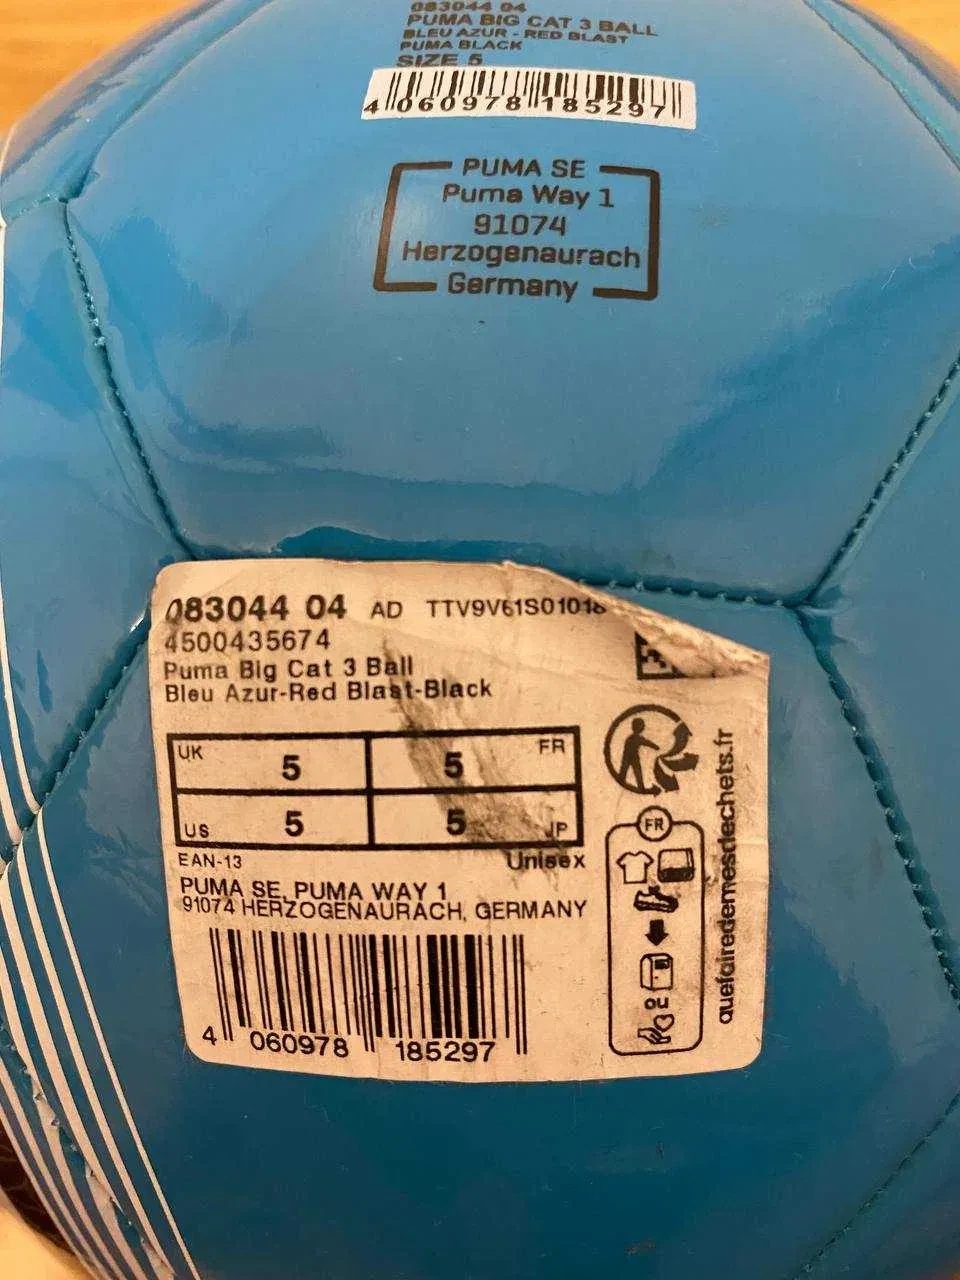 083044 04
PUMA BIG CAT 3 BALL
BLEU AZUR - RED BLAST
PUMA BLACK
SIZE 5
4 060978 185297
PUMA SE
Puma Way 1
91074
Herzogenaurach
Germany
083044 04 AD TTV9V61S01018
4500435674
Puma Big Cat 3 Ball
Bleu Azur-Red Blast-Black
UK 5 5 FR
US 5 5 JP
EAN-13 Unisex
PUMA SE, PUMA WAY 1
91074 HERZOGENAURACH, GERMANY
4 060978 185297
FR
OU
quefairedemesdechets.fr